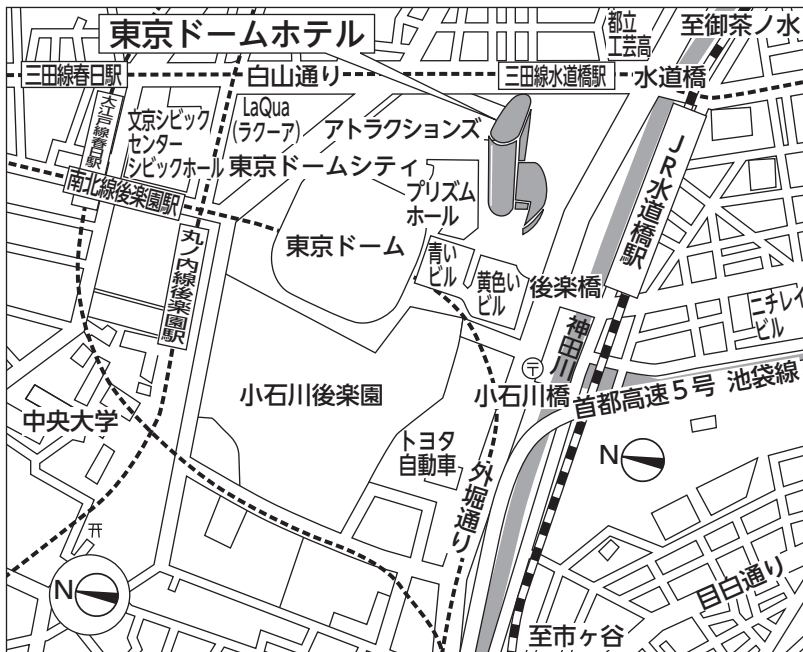 東京ドームホテル
都立
工芸高
至御茶ノ水
三田線春日駅
白山通り
三田線水道橋駅
水道橋
大江戸線春日駅
文京シビック
センター
シビックホール
LaQua
(ラクーア)
アトラクションズ
東京ドームシティ
JR水道橋駅
南北線後楽園駅
プリズム
ホール
丸ノ内線後楽園駅
東京ドーム
青い
ビル
黄色い
ビル
後楽橋
ニチレイ
ビル
神田川
〒
小石川後楽園
小石川橋
首都高速5号 池袋線
中央大学
トヨタ
自動車
外堀通り
N
N
目白通り
至市ヶ谷